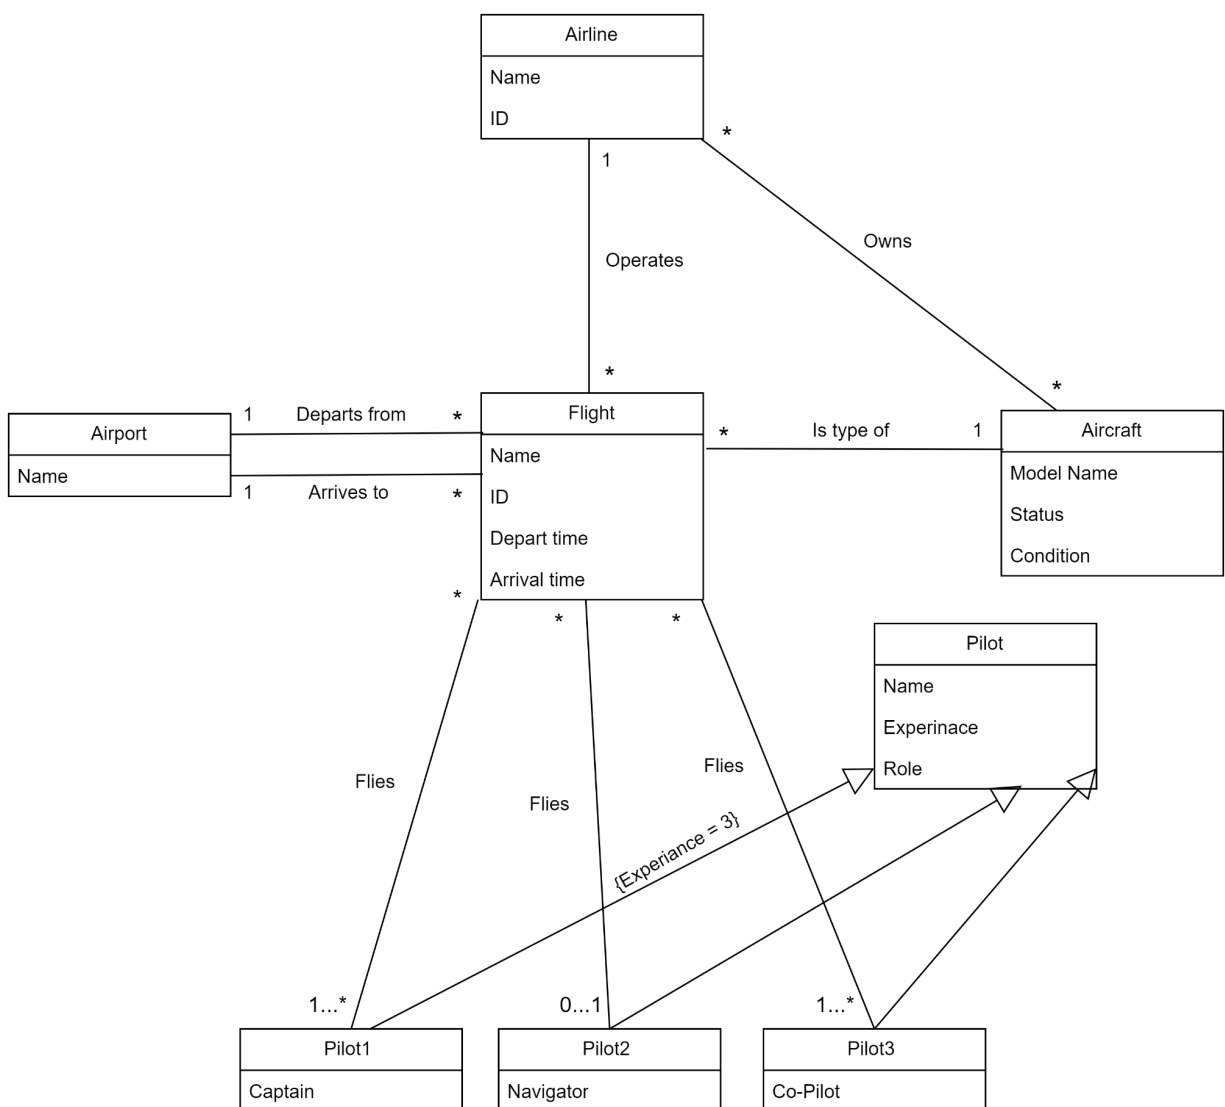 Airline
Name
ID
*
1
Owns
Operates
*
*
Airport
Name
1
Departs from
*
1
Arrives to
*
Flight
Name
ID
Depart time
Arrival time
*
Is type of
1
Aircraft
Model Name
Status
Condition
*
*
*
Pilot
Name
Experinace
Role
Flies
Flies
Flies
{Experiance = 3}
1...*
0...1
1...*
Pilot1
Captain
Pilot2
Navigator
Pilot3
Co-Pilot